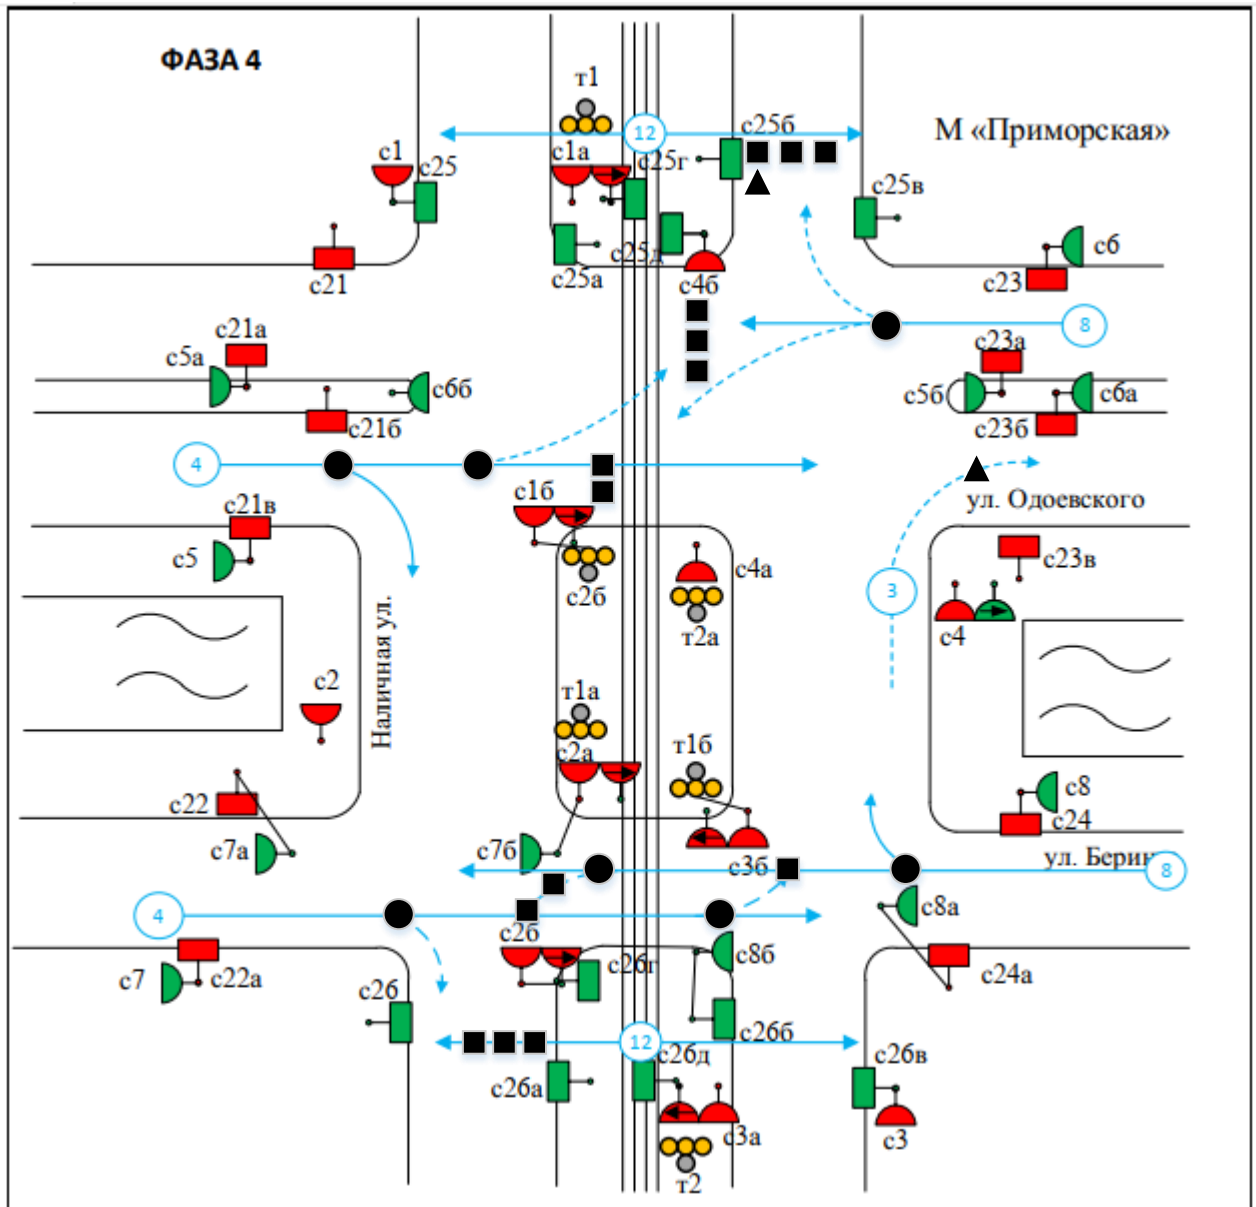 ФАЗА 4
т1
12
с25б
М «Приморская»
с1
с25
с1а
с25г
с25в
с21
с25а
с25д
с4б
с23
с6
с21а
с5а
8
с23а
с21б
с6б
с5б
с23б
с6а
4
с21в
с1б
ул. Одоевского
с5
с2б
с4а
с23в
3
т2а
с4
Наличная ул.
с2
т1а
с2а
т1б
с22
с8
с24
с7а
с7б
с3б
ул. Берин
8
4
с2б
с26г
с8б
с8а
с7
с22а
с26
с24а
с26б
12
с26д
с26в
с26а
с3а
с3
т2